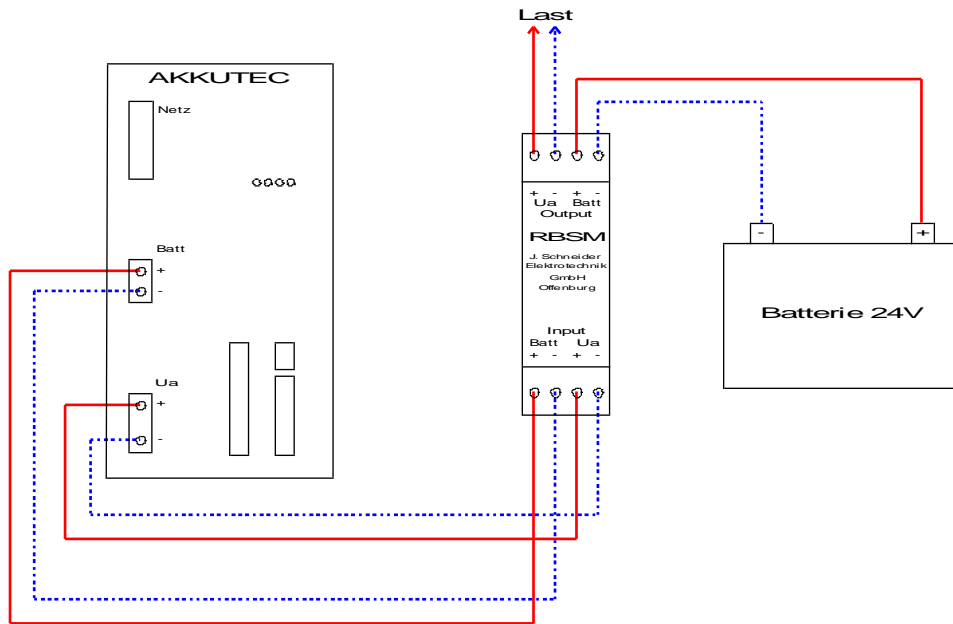 Last
AKKUTEC
Netz
Batt
+
-
Ua
+
-
+ - + -
Ua Batt
Output
RBSM
J. Schneider
Elektrotechnik
GmbH
Offenburg
Input
Batt Ua
+ - + -
- +
Batterie 24V